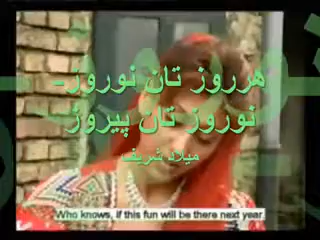 هرروز تان نوروز-
نوروز تان پیروز
میلاد شریف
Who knows, if this fun will be there next year.